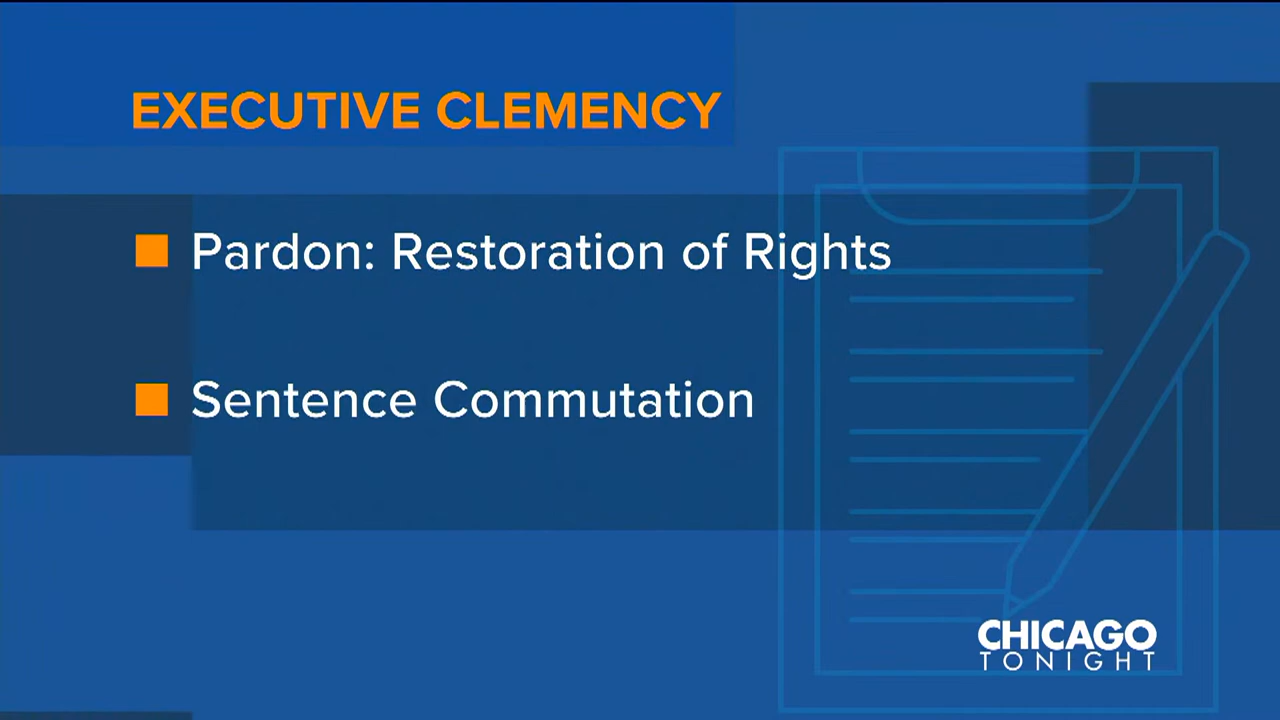 EXECUTIVE CLEMENCY
Pardon: Restoration of Rights
Sentence Commutation
CHICAGO
TONIGHT